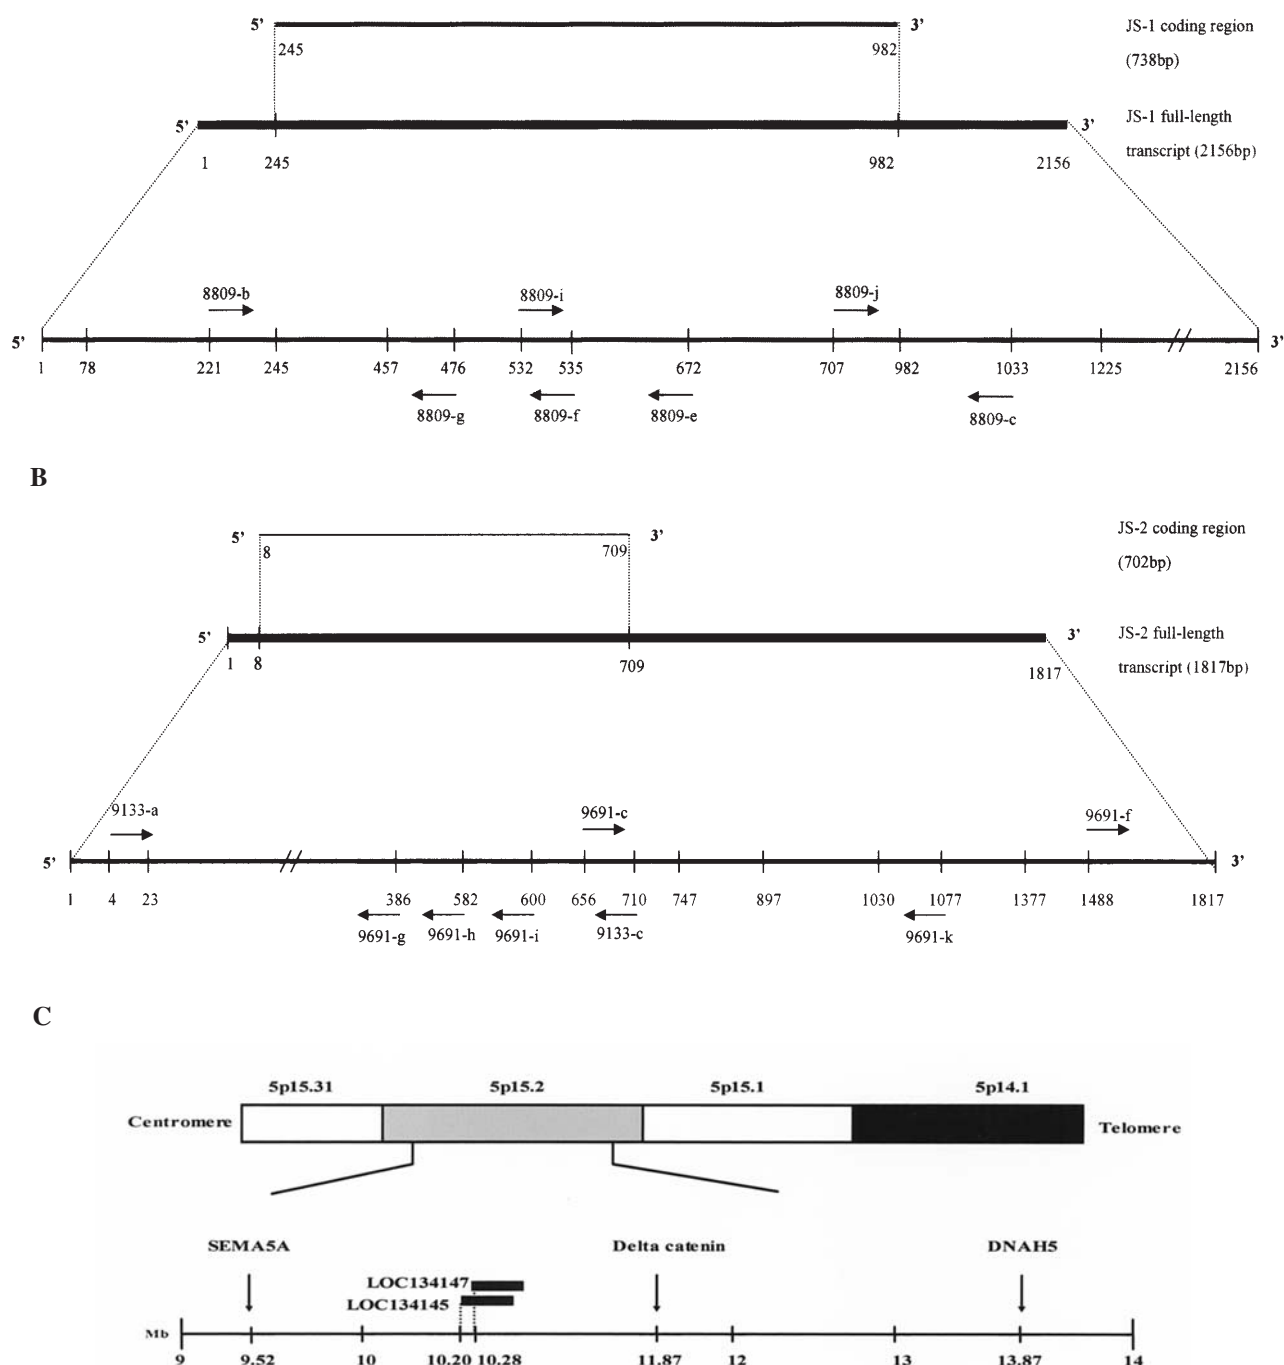 5' 3' JS-1 coding region
245 982 (738bp)
5' 3' JS-1 full-length
1 245 982 2156 transcript (2156bp)
8809-b 8809-i 8809-j
5' 3'
1 78 221 245 457 476 532 535 672 707 982 1033 1225 2156
8809-g 8809-f 8809-e 8809-c
B
5' 3' JS-2 coding region
8 709 (702bp)
5' 3' JS-2 full-length
1 8 709 1817 transcript (1817bp)
9133-a 9691-c 9691-f
5' 3'
1 4 23 386 582 600 656 710 747 897 1030 1077 1377 1488 1817
9691-g 9691-h 9691-i 9133-c 9691-k
C
5p15.31 5p15.2 5p15.1 5p14.1
Centromere Telomere
SEMA5A Delta catenin DNAH5
LOC134147
LOC134145
Mb
9 9.52 10 10.20 10.28 11.87 12 13 13.87 14